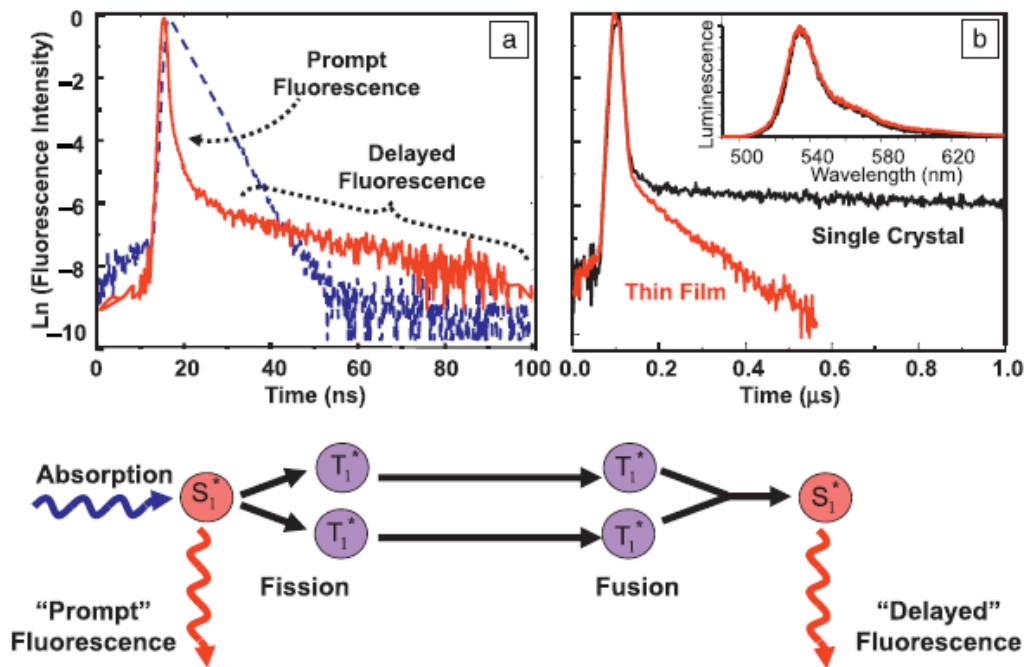 a
Prompt
Fluorescence
Delayed
Fluorescence
Ln (Fluorescence Intensity)
0
–2
–4
–6
–8
–10
0 20 40 60 80 100
Time (ns)
b
Luminescence
500 540 580 620
Wavelength (nm)
Single Crystal
Thin Film
0.0 0.2 0.4 0.6 0.8 1.0
Time (μs)
Absorption
S1*
T1*
T1*
T1*
T1*
S1*
Fission
Fusion
“Prompt”
Fluorescence
“Delayed”
Fluorescence